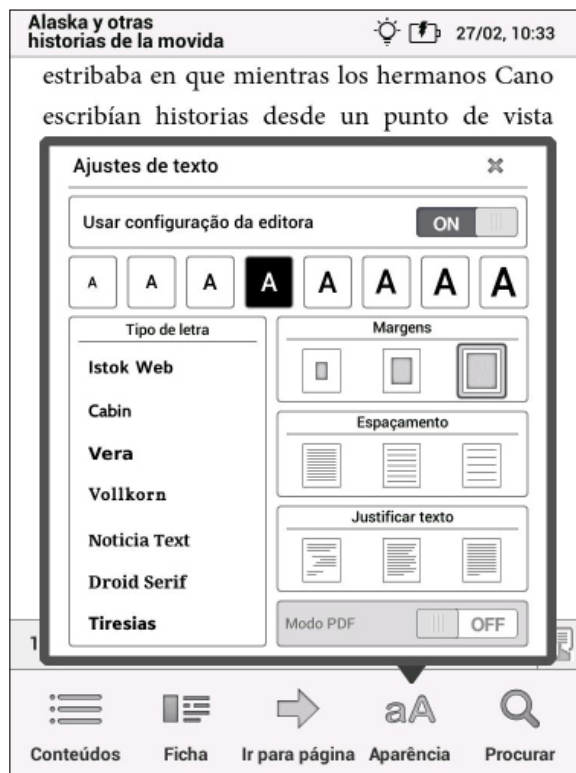 Alaska y otras
historias de la movida
27/02, 10:33
estribaba en que mientras los hermanos Cano
escribían historias desde un punto de vista
Ajustes de texto
Usar configuração da editora
ON
A A A A A A A A
Tipo de letra
Istok Web
Cabin
Vera
Vollkorn
Noticia Text
Droid Serif
Tiresias
Margens
Espaçamento
Justificar texto
Modo PDF
OFF
1
Conteúdos
Ficha
Ir para página
aA
Aparência
Procurar